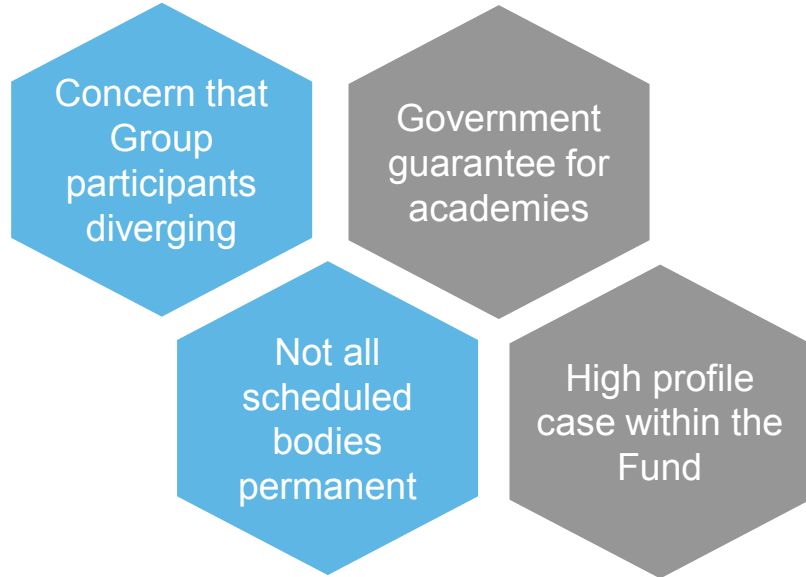 Concern that
Group
participants
diverging
Government
guarantee for
academies
Not all
scheduled
bodies
permanent
High profile
case within the
Fund